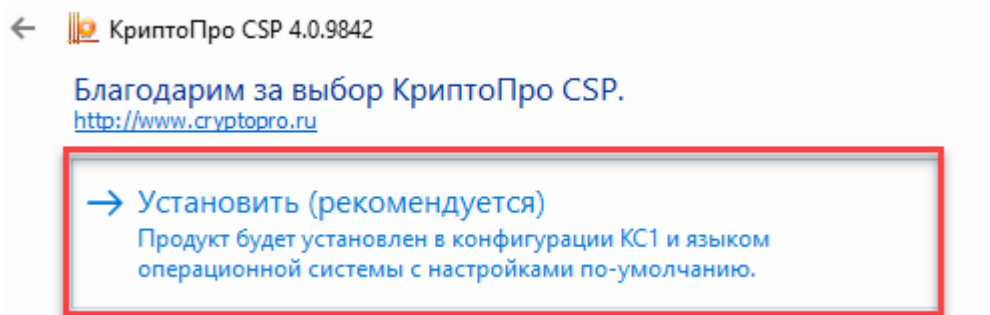 КриптоПро CSP 4.0.9842
Благодарим за выбор КриптоПро CSP.
http://www.cryptopro.ru
Установить (рекомендуется)
Продукт будет установлен в конфигурации КС1 и языком
операционной системы с настройками по-умолчанию.